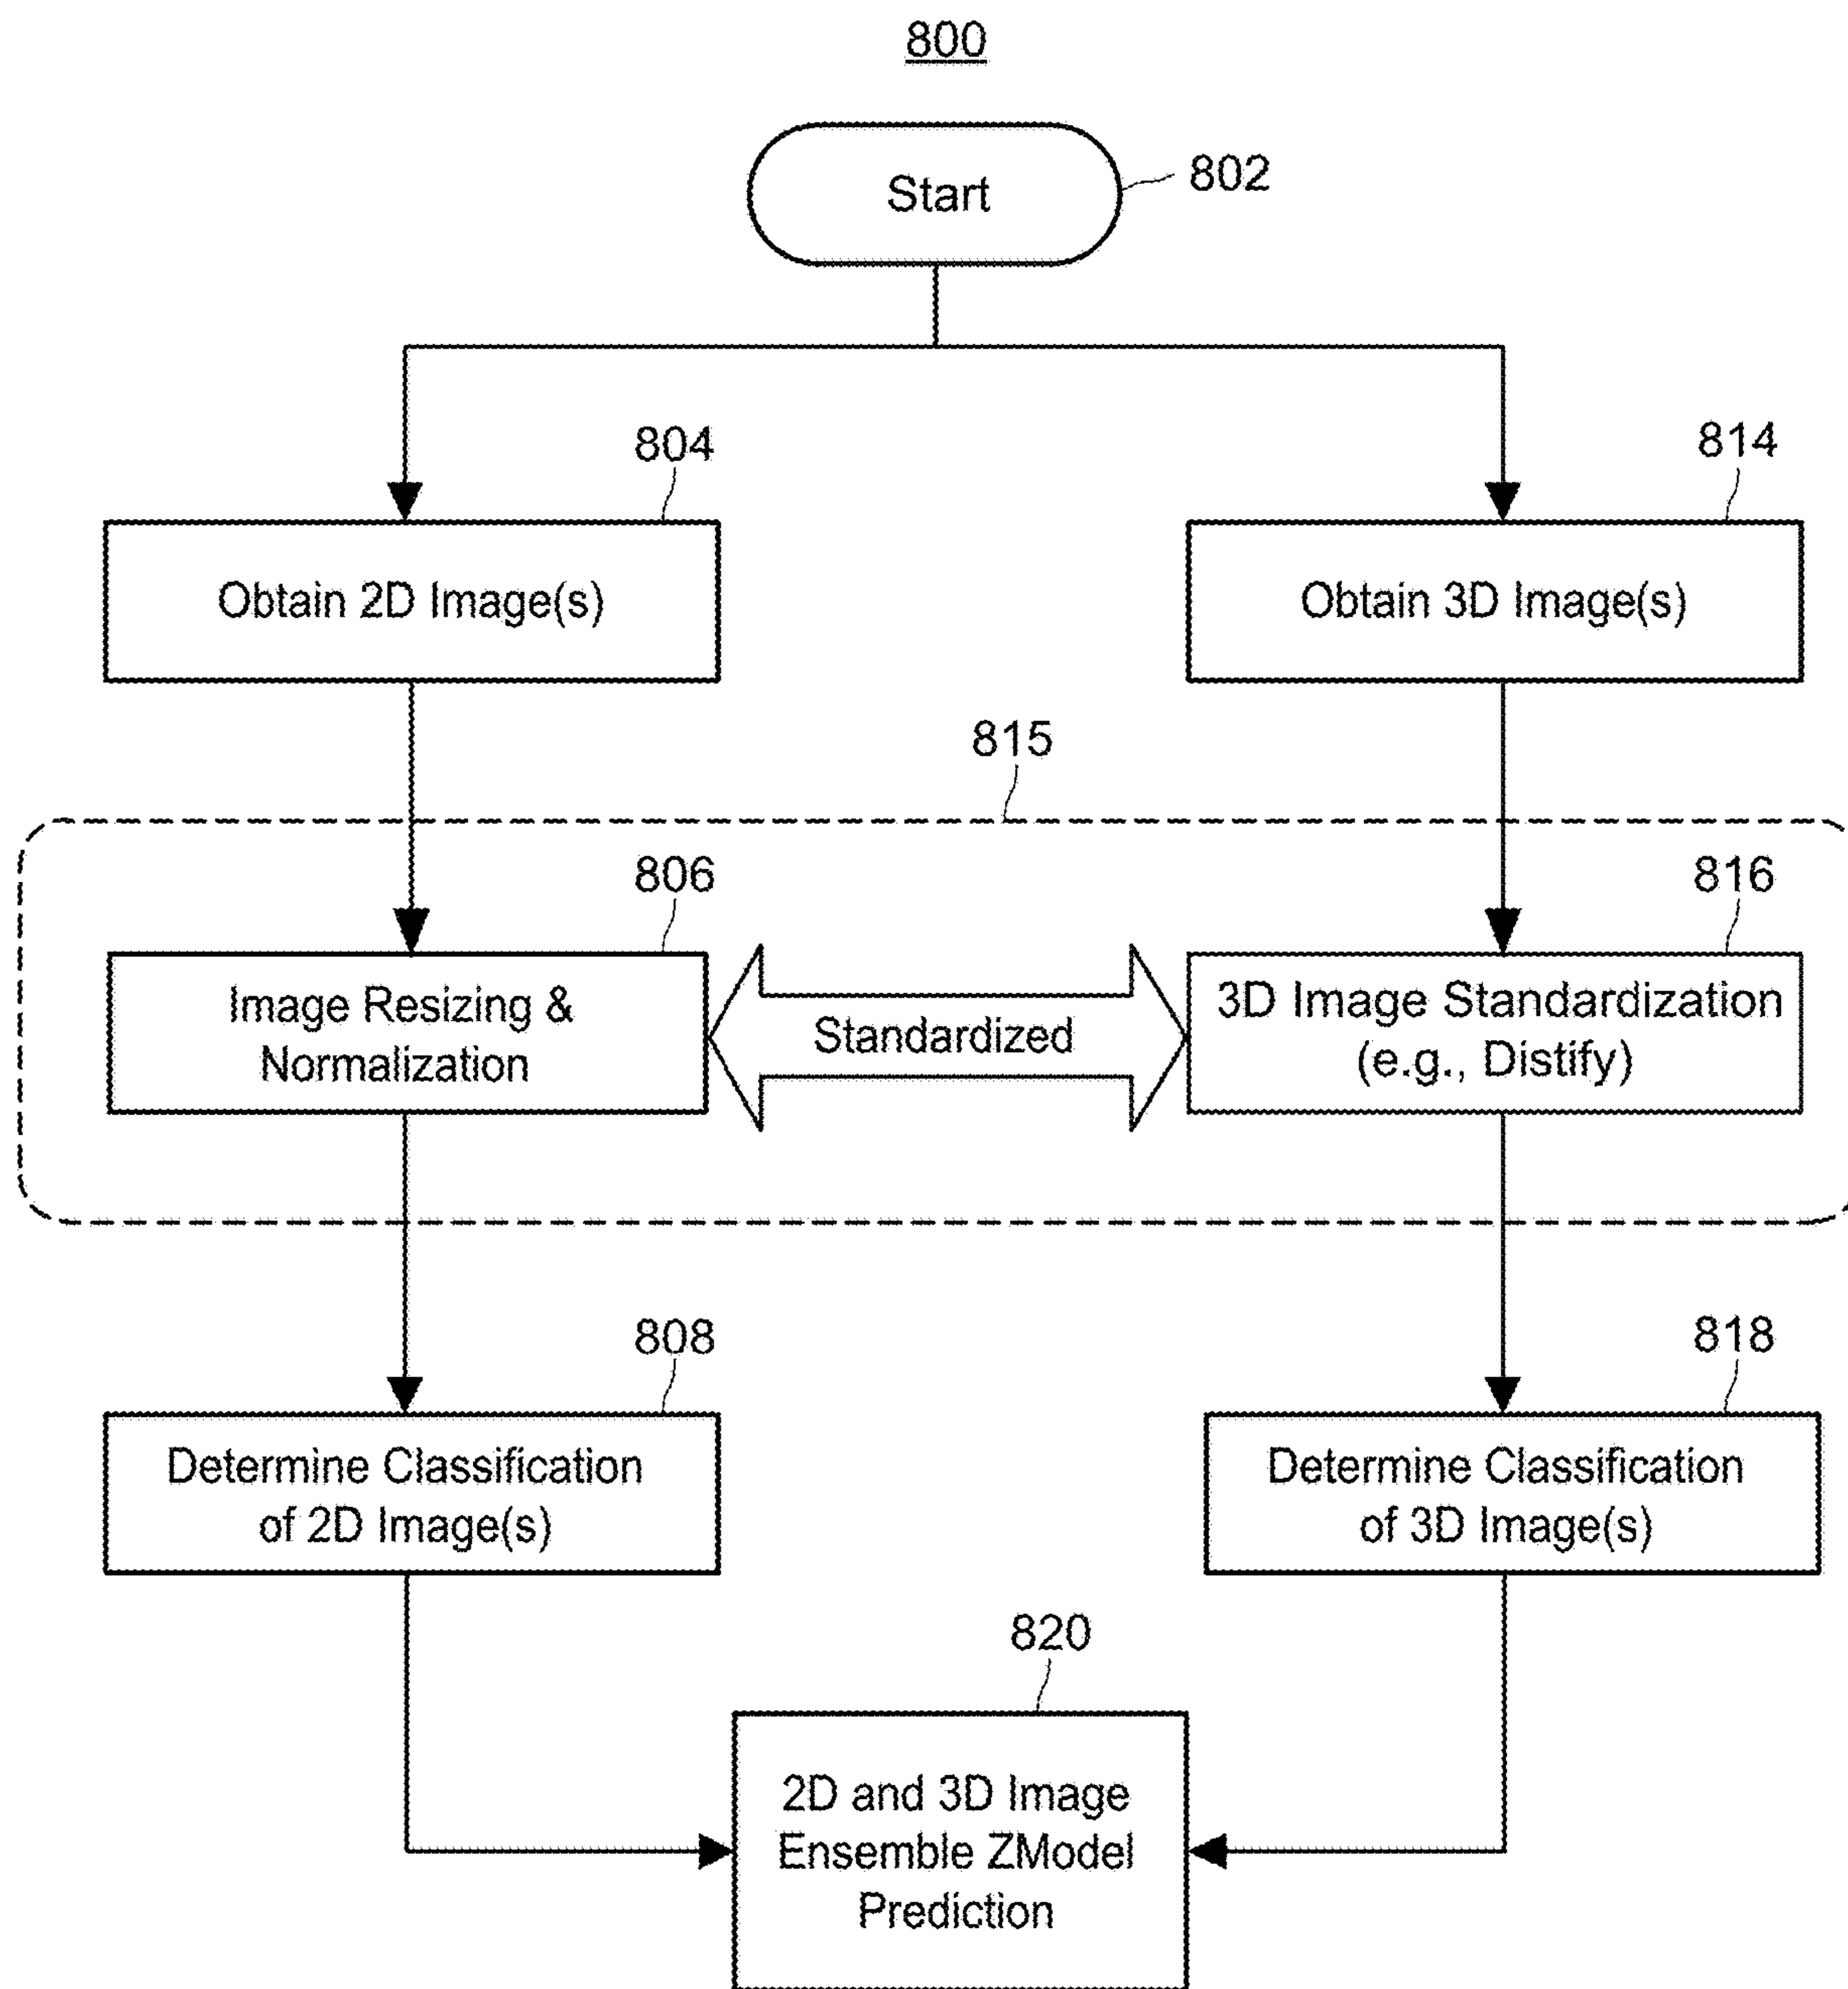 800
Start
802
804
814
Obtain 2D Image(s)
Obtain 3D Image(s)
815
806
816
Image Resizing &
Normalization
Standardized
3D Image Standardization
(e.g., Distify)
808
818
Determine Classification
of 2D Image(s)
Determine Classification
of 3D Image(s)
820
2D and 3D Image
Ensemble ZModel
Prediction